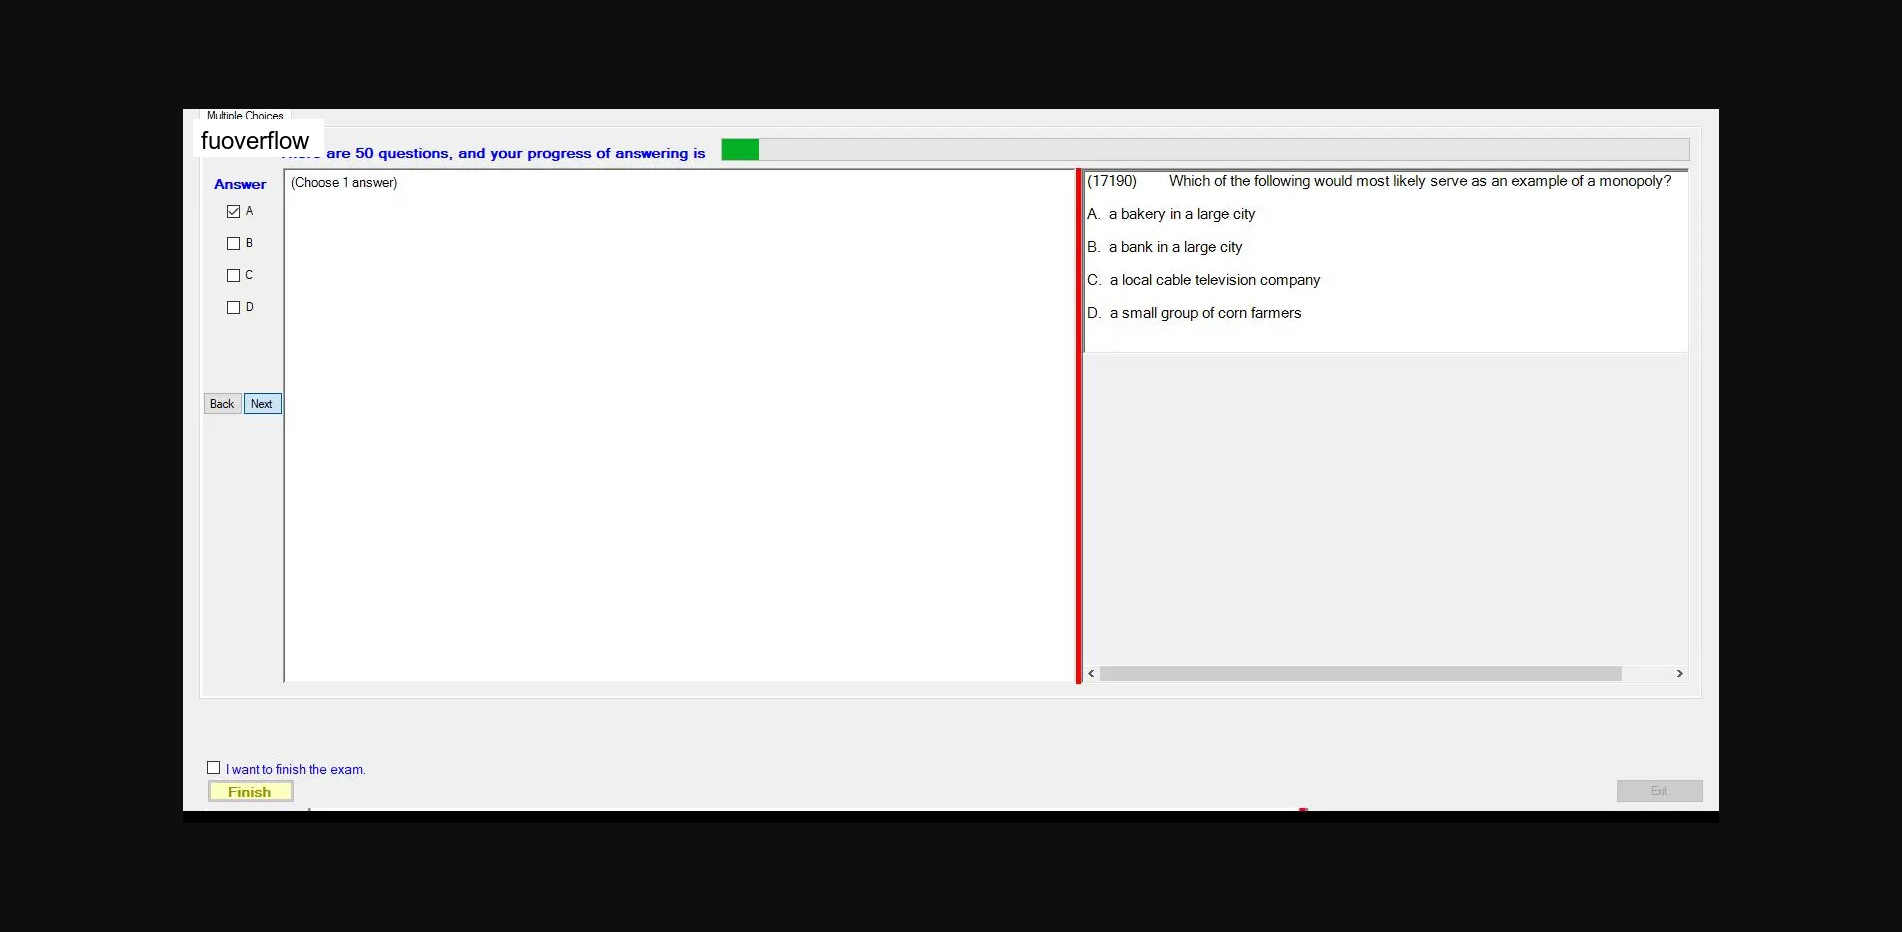 Multiple Choices
fuoverflow
are 50 questions, and your progress of answering is
Answer
(Choose 1 answer)
A
B
C
D
Back Next
(17190) Which of the following would most likely serve as an example of a monopoly?
A. a bakery in a large city
B. a bank in a large city
C. a local cable television company
D. a small group of corn farmers
I want to finish the exam.
Finish
Exit